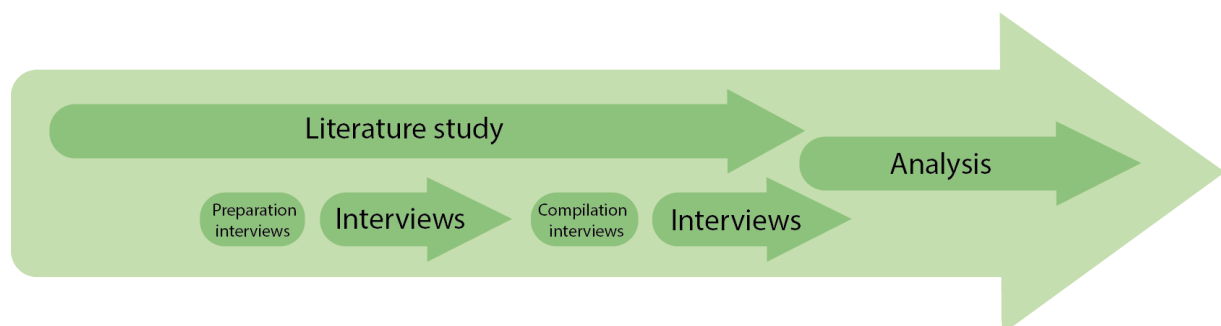 Literature study
Analysis
Preparation
interviews
Interviews
Compilation
interviews
Interviews